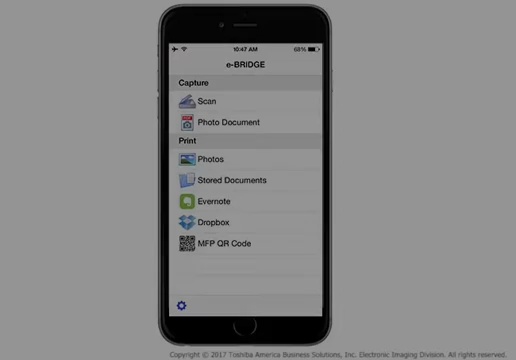 10:47 AM 68%
e-BRIDGE
Capture
Scan
Photo Document
Print
Photos
Stored Documents
Evernote
Dropbox
MFP QR Code
Copyright © 2017 Toshiba America Business Solutions, Inc. Electronic Imaging Division. All rights reserved.